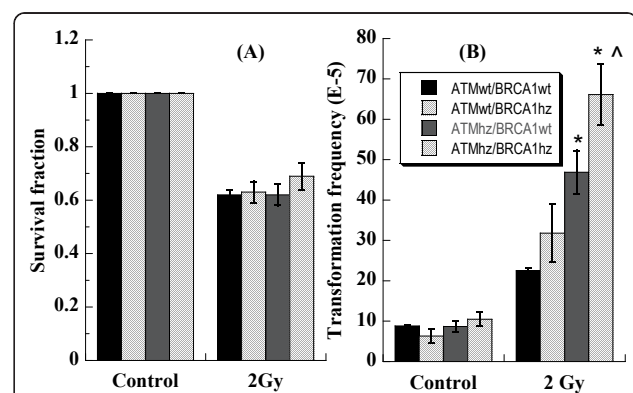 (A)
Survival fraction
1.2
1
0.8
0.6
0.4
0.2
0
Control
2Gy
(B)
Transformation frequency (E-5)
80
70
60
50
40
30
20
10
0
ATMwt/BRCA1wt
ATMwt/BRCA1hz
ATMhz/BRCA1wt
ATMhz/BRCA1hz
*
* ^
Control
2 Gy